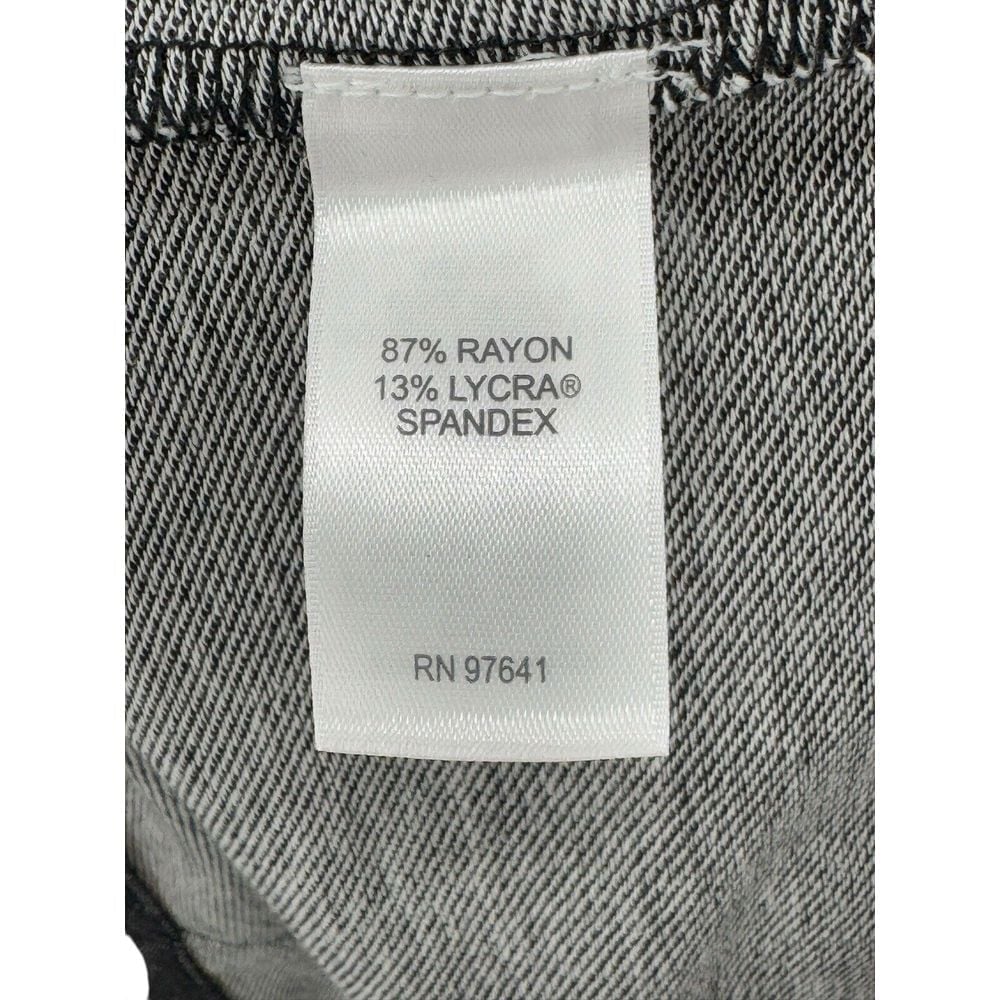 87% RAYON
13% LYCRA®
SPANDEX
RN 97641